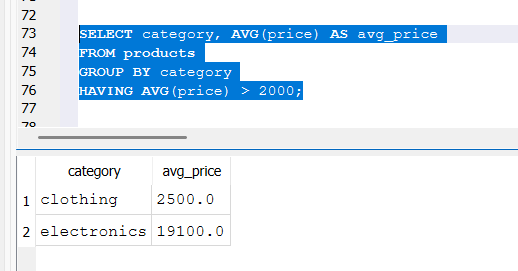 72
73 SELECT category, AVG(price) AS avg_price
74 FROM products
75 GROUP BY category
76 HAVING AVG(price) > 2000;
77
78
category avg_price
1 clothing 2500.0
2 electronics 19100.0